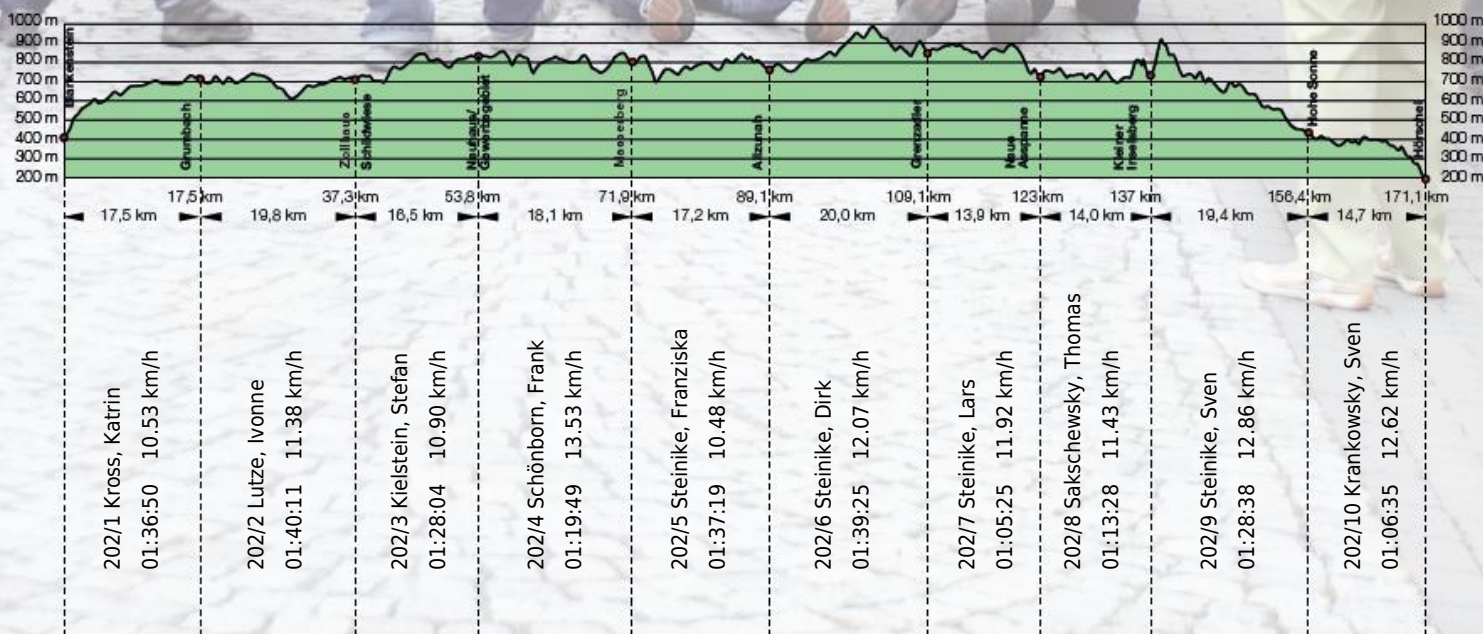 1000 m
900 m
800 m
700 m
600 m
500 m
400 m
300 m
200 m
1000 m
900 m
800 m
700 m
600 m
500 m
400 m
300 m
200 m
Blankenstein
Grumbach
Zollhaus
Schildwiese
Neuhaus/
Masserberg
Allzunah
Grenzadler
Neue
Ausspanne
Kleiner
Inselsberg
Hohe Sonne
Hörschel
17,5 km
37,3 km
53,8 km
71,9 km
89,1 km
109,1 km
123 km
137 km
156,4 km
171,1 km
17,5 km
19,8 km
16,5 km
18,1 km
17,2 km
20,0 km
13,9 km
14,0 km
19,4 km
14,7 km
202/1 Kross, Katrin
01:36:50 10.53 km/h
202/2 Lutze, Ivonne
01:40:11 11.38 km/h
202/3 Kielstein, Stefan
01:28:04 10.90 km/h
202/4 Schönborn, Frank
01:19:49 13.53 km/h
202/5 Steinike, Franziska
01:37:19 10.48 km/h
202/6 Steinike, Dirk
01:39:25 12.07 km/h
202/7 Steinike, Lars
01:05:25 11.92 km/h
202/8 Sakschewsky, Thomas
01:13:28 11.43 km/h
202/9 Steinike, Sven
01:28:38 12.86 km/h
202/10 Krankowsky, Sven
01:06:35 12.62 km/h